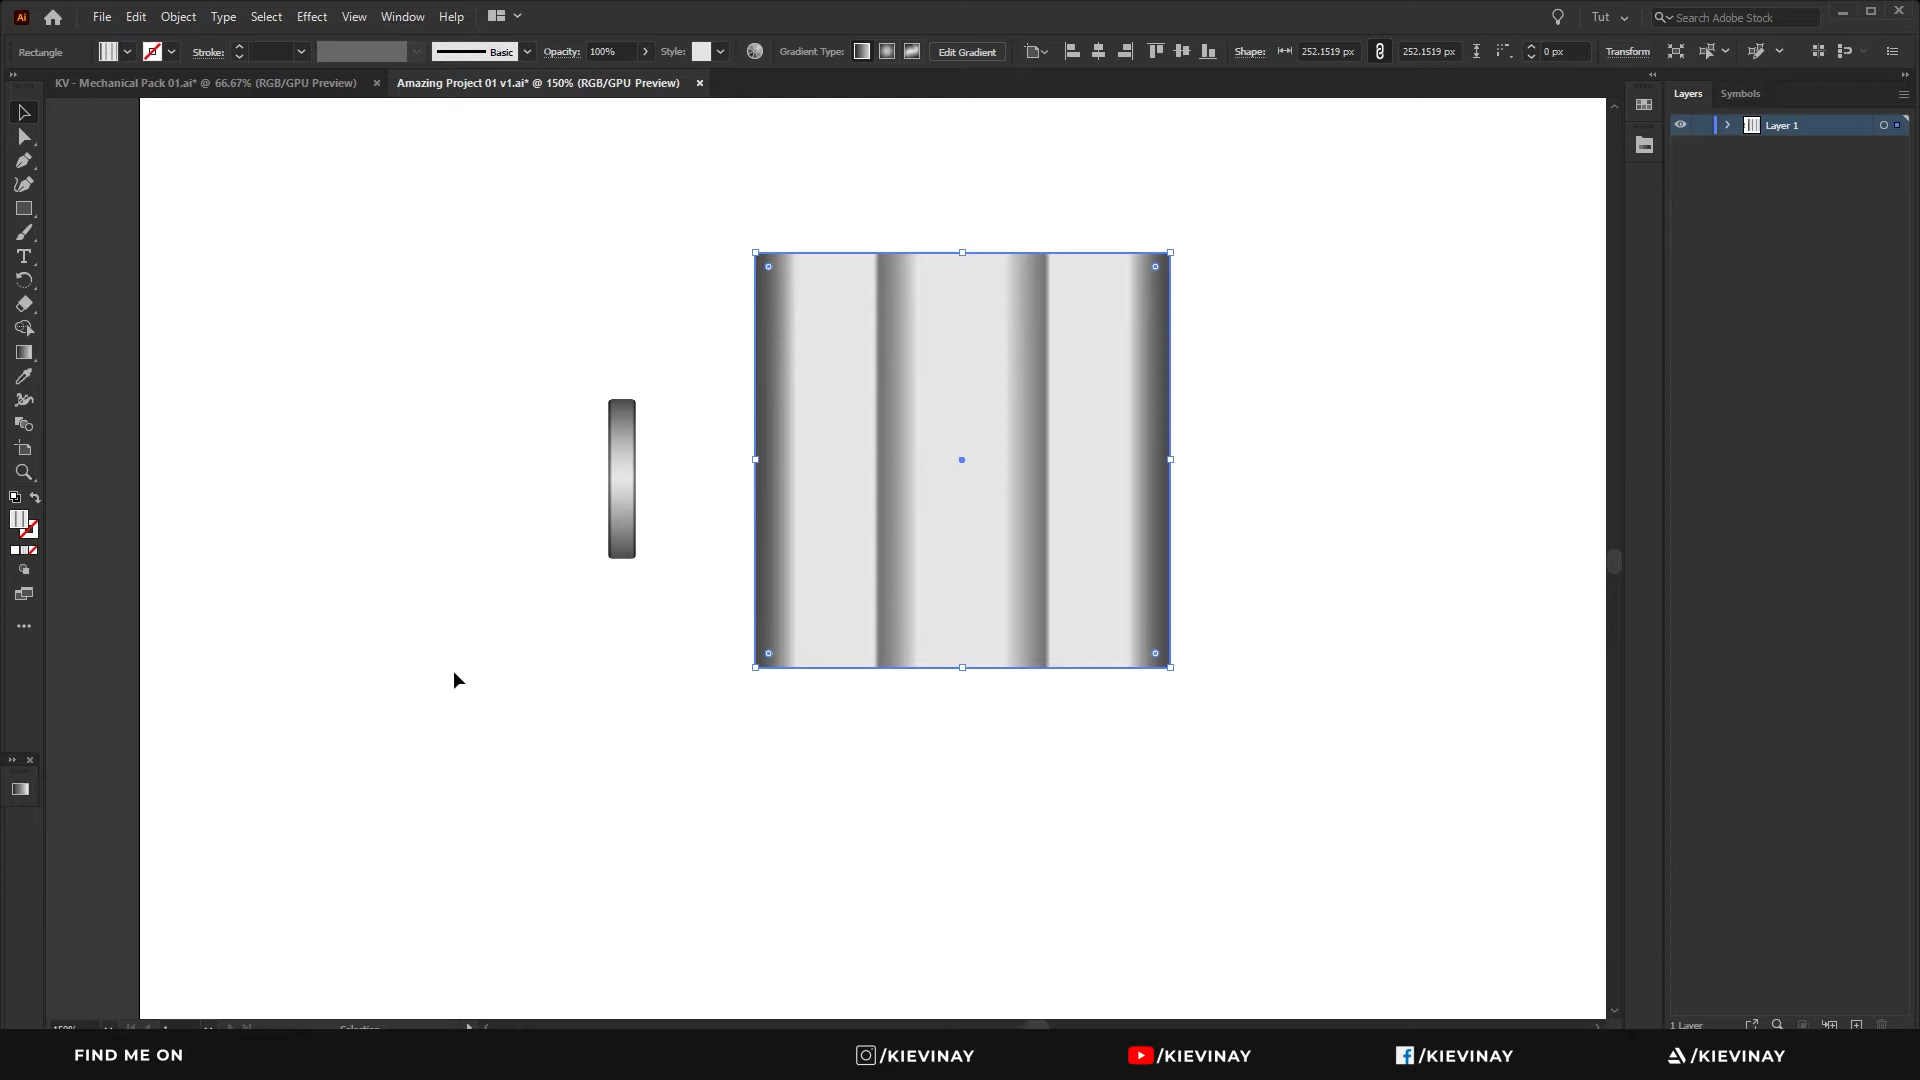 Ai File Edit Object Type Select Effect View Window Help Tut Search Adobe Stock
Rectangle Stroke: Basic Opacity: 100% Style: Gradient Type: Edit Gradient Shape: 252.1519 px 252.1519 px 0 px Transform
KV - Mechanical Pack 01.ai* @ 66.67% (RGB/GPU Preview) × Amazing Project 01 v1.ai* @ 150% (RGB/GPU Preview) ×
Layers Symbols
Layer 1
150% 1 Selection
1 Layer
FIND ME ON /KIEVINAY /KIEVINAY /KIEVINAY /KIEVINAY